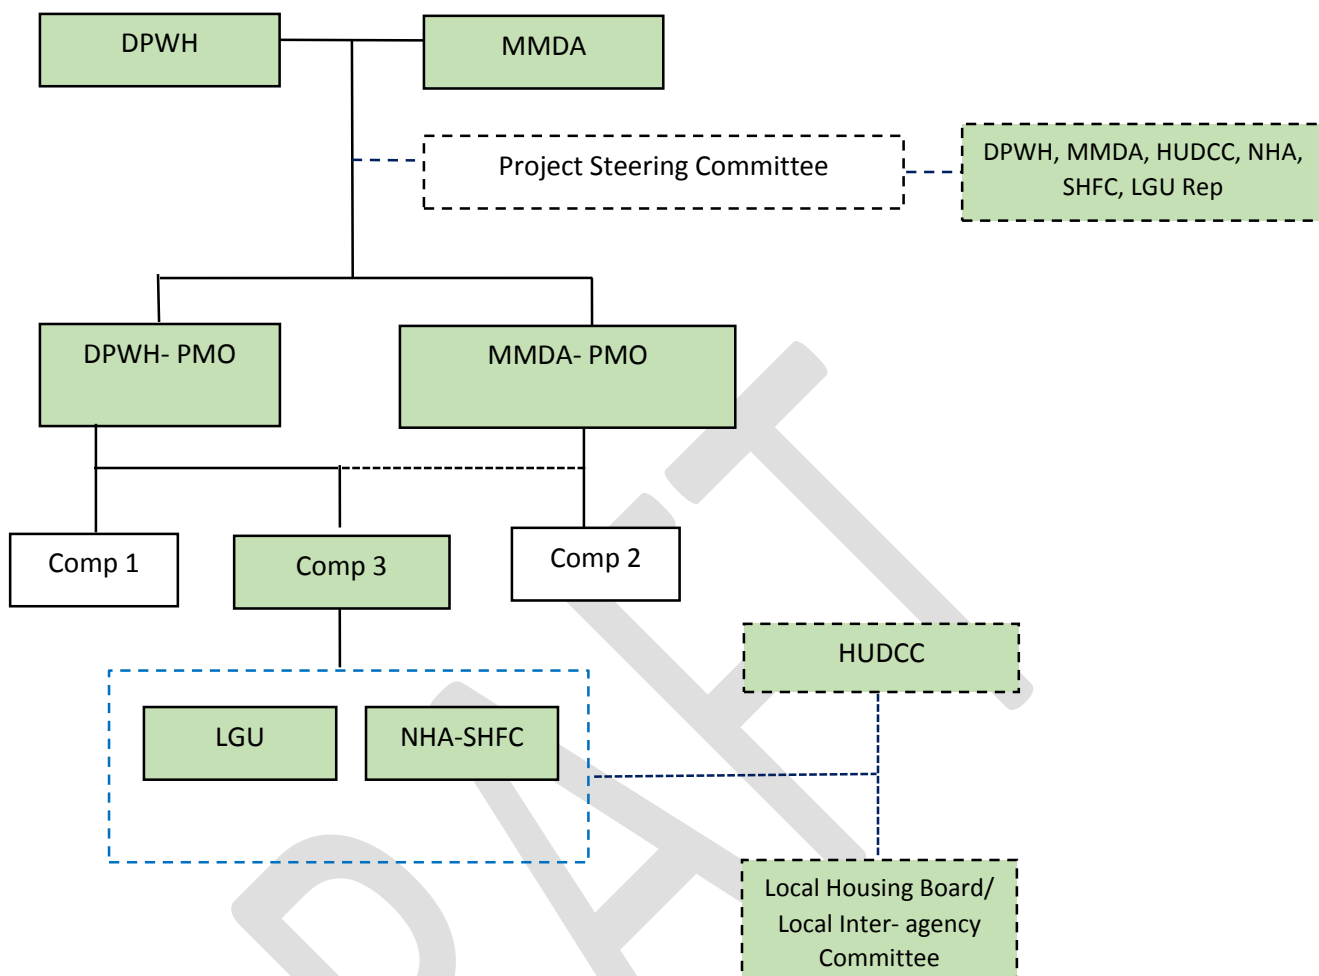 DPWH
MMDA
Project Steering Committee
DPWH, MMDA, HUDCC, NHA,
SHFC, LGU Rep
DPWH- PMO
MMDA- PMO
Comp 1
Comp 3
Comp 2
HUDCC
LGU
NHA-SHFC
Local Housing Board/
Local Inter- agency
Committee
DRAFT